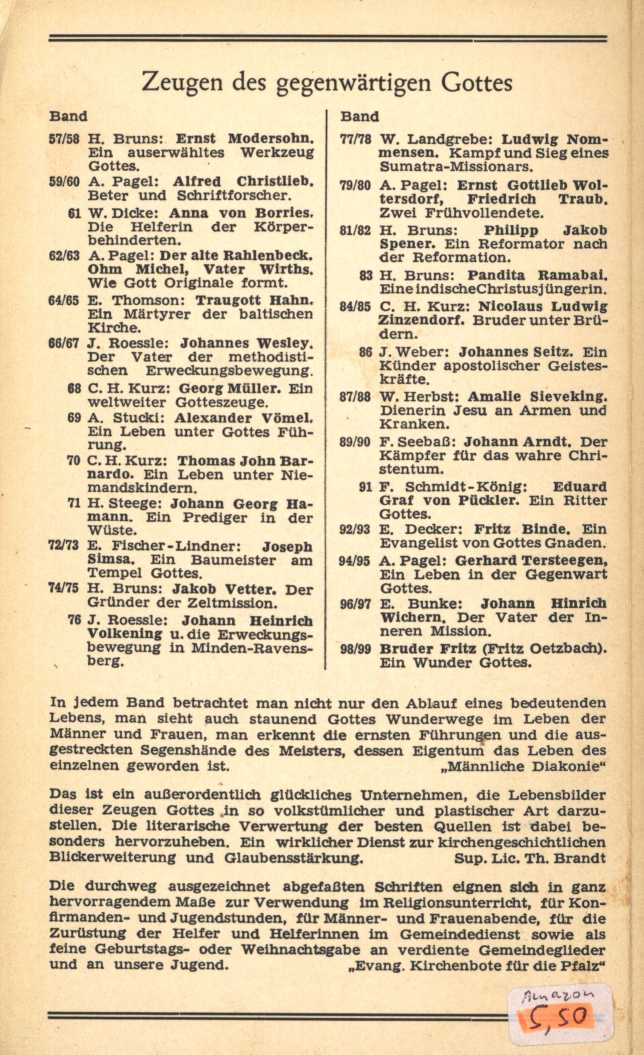 Zeugen des gegenwärtigen Gottes
Band
57/58 H. Bruns: Ernst Modersohn.
Ein auserwähltes Werkzeug
Gottes.
59/60 A. Pagel: Alfred Christlieb.
Beter und Schriftforscher.
61 W. Dicke: Anna von Borries.
Die Helferin der Körper-
behinderten.
62/63 A. Pagel: Der alte Rahlenbeck.
Ohm Michel, Vater Wirths.
Wie Gott Originale formt.
64/65 E. Thomson: Traugott Hahn.
Ein Märtyrer der baltischen
Kirche.
66/67 J. Roessle: Johannes Wesley.
Der Vater der methodisti-
schen Erweckungsbewegung.
68 C. H. Kurz: Georg Müller. Ein
weltweiter Gotteszeuge.
69 A. Stucki: Alexander Vömel.
Ein Leben unter Gottes Füh-
rung.
70 C. H. Kurz: Thomas John Bar-
nardo. Ein Leben unter Nie-
mandskindern.
71 H. Steege: Johann Georg Ha-
mann. Ein Prediger in der
Wüste.
72/73 E. Fischer-Lindner: Joseph
Simsa. Ein Baumeister am
Tempel Gottes.
74/75 H. Bruns: Jakob Vetter. Der
Gründer der Zeltmission.
76 J. Roessle: Johann Heinrich
Volkening u. die Erweckungs-
bewegung in Minden-Ravens-
berg.
Band
77/78 W. Landgrebe: Ludwig Nom-
mensen. Kampf und Sieg eines
Sumatra-Missionars.
79/80 A. Pagel: Ernst Gottlieb Wol-
tersdorf, Friedrich Traub.
Zwei Frühvollendete.
81/82 H. Bruns: Philipp Jakob
Spener. Ein Reformator nach
der Reformation.
83 H. Bruns: Pandita Ramabai.
Eine indische Christusjüngerin.
84/85 C. H. Kurz: Nicolaus Ludwig
Zinzendorf. Bruder unter Brü-
dern.
86 J. Weber: Johannes Seitz. Ein
Künder apostolischer Geistes-
kräfte.
87/88 W. Herbst: Amalie Sieveking.
Dienerin Jesu an Armen und
Kranken.
89/90 F. Seebaß: Johann Arndt. Der
Kämpfer für das wahre Chri-
stentum.
91 F. Schmidt-König: Eduard
Graf von Pückler. Ein Ritter
Gottes.
92/93 E. Decker: Fritz Binde. Ein
Evangelist von Gottes Gnaden.
94/95 A. Pagel: Gerhard Tersteegen,
Ein Leben in der Gegenwart
Gottes.
96/97 E. Bunke: Johann Hinrich
Wichern. Der Vater der In-
neren Mission.
98/99 Bruder Fritz (Fritz Oetzbach).
Ein Wunder Gottes.
In jedem Band betrachtet man nicht nur den Ablauf eines bedeutenden
Lebens, man sieht auch staunend Gottes Wunderwege im Leben der
Männer und Frauen, man erkennt die ernsten Führungen und die aus-
gestreckten Segenshände des Meisters, dessen Eigentum das Leben des
einzelnen geworden ist. „Männliche Diakonie“
Das ist ein außerordentlich glückliches Unternehmen, die Lebensbilder
dieser Zeugen Gottes in so volkstümlicher und plastischer Art darzu-
stellen. Die literarische Verwertung der besten Quellen ist dabei be-
sonders hervorzuheben. Ein wirklicher Dienst zur kirchengeschichtlichen
Blickerweiterung und Glaubensstärkung. Sup. Lic. Th. Brandt
Die durchweg ausgezeichnet abgefaßten Schriften eignen sich in ganz
hervorragendem Maße zur Verwendung im Religionsunterricht, für Kon-
firmanden- und Jugendstunden, für Männer- und Frauenabende, für die
Zurüstung der Helfer und Helferinnen im Gemeindedienst sowie als
feine Geburtstags- oder Weihnachtsgabe an verdiente Gemeindeglieder
und an unsere Jugend. „Evang. Kirchenbote für die Pfalz“
Amazon
5,50